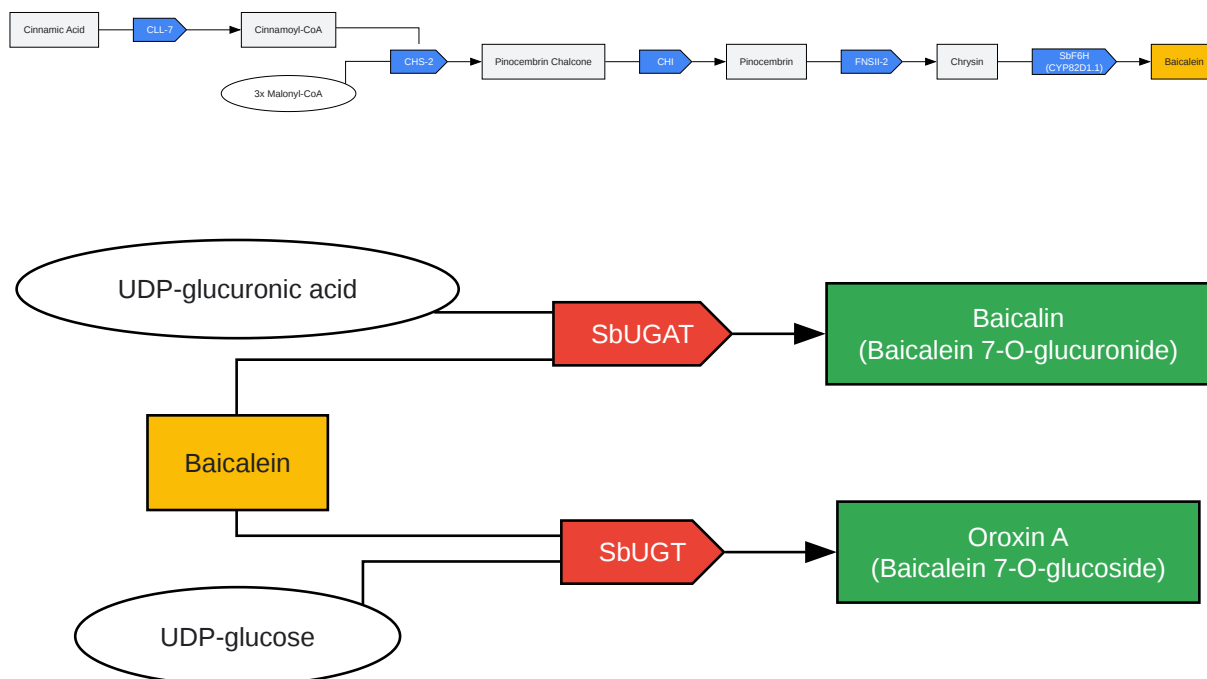 Cinnamic Acid
CLL-7
Cinnamoyl-CoA
3x Malonyl-CoA
CHS-2
Pinocembrin Chalcone
CHI
Pinocembrin
FNSII-2
Chrysin
SbF6H
(CYP82D1.1)
Baicalein
UDP-glucuronic acid
SbUGAT
Baicalin
(Baicalein 7-O-glucuronide)
Baicalein
SbUGT
Oroxin A
(Baicalein 7-O-glucoside)
UDP-glucose